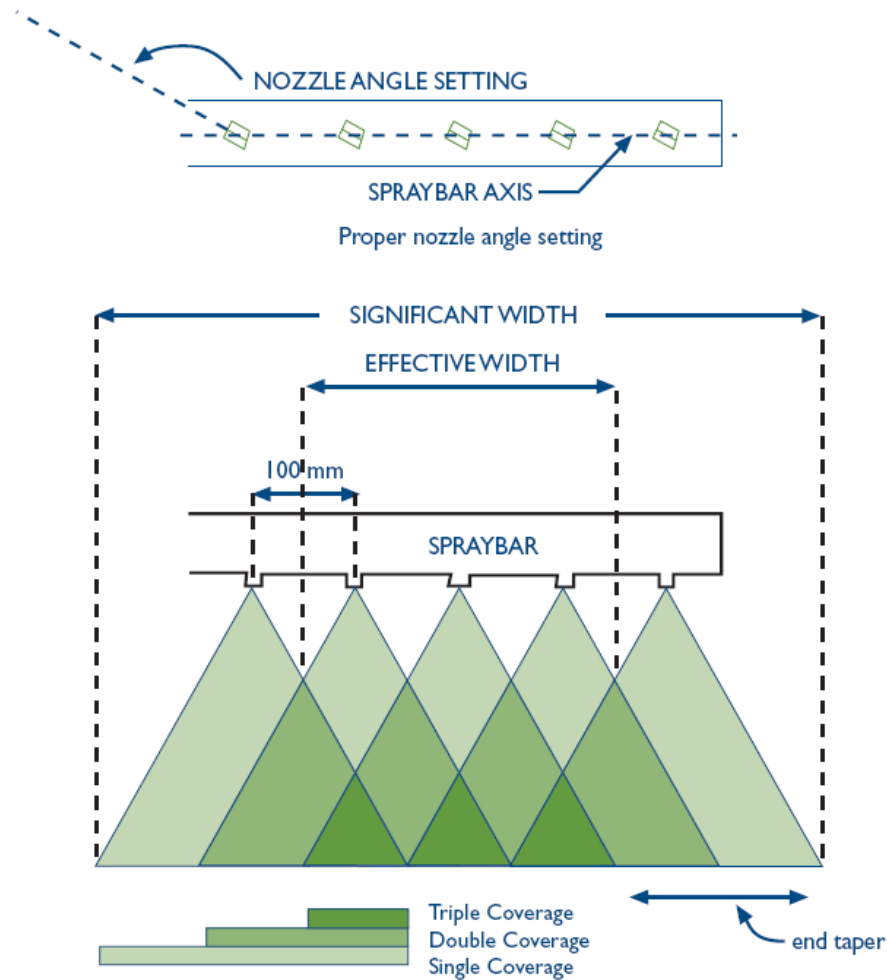 NOZZLE ANGLE SETTING
SPRAYBAR AXIS
Proper nozzle angle setting
SIGNIFICANT WIDTH
EFFECTIVE WIDTH
100 mm
SPRAYBAR
Triple Coverage
Double Coverage
Single Coverage
end taper